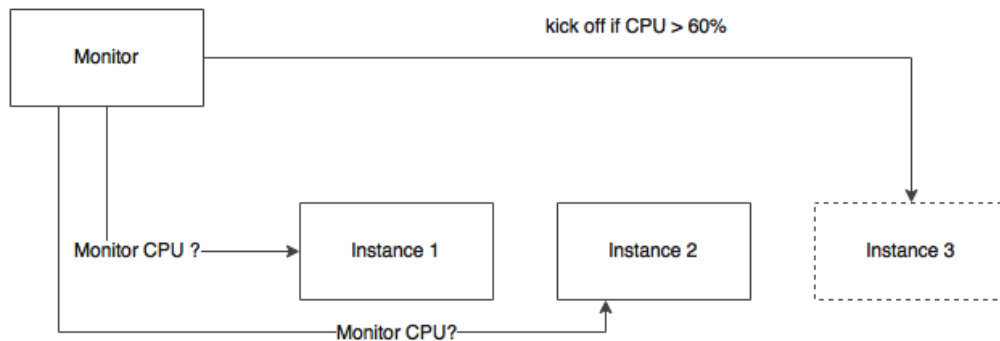 kick off if CPU > 60%
Monitor
Monitor CPU ?
Instance 1
Instance 2
Instance 3
Monitor CPU?